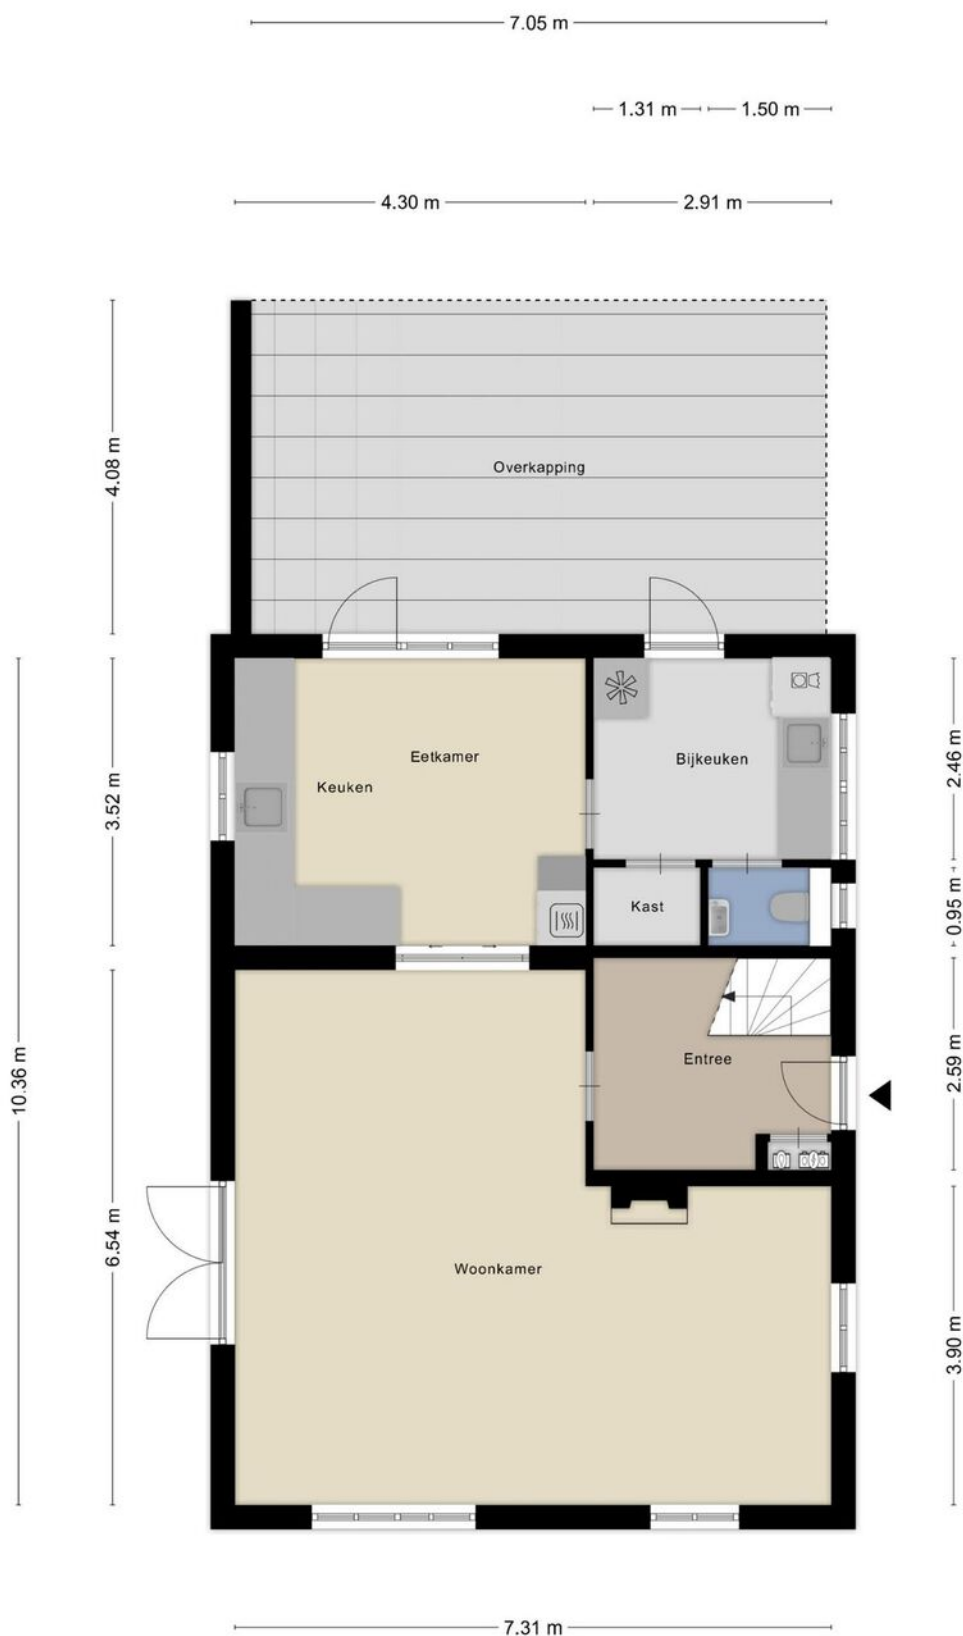 7.05 m
1.31 m
1.50 m
4.30 m
2.91 m
4.08 m
Overkapping
Eetkamer
Keuken
Bijkeuken
2.46 m
3.52 m
Kast
0.95 m
Entree
2.59 m
10.36 m
6.54 m
Woonkamer
3.90 m
7.31 m